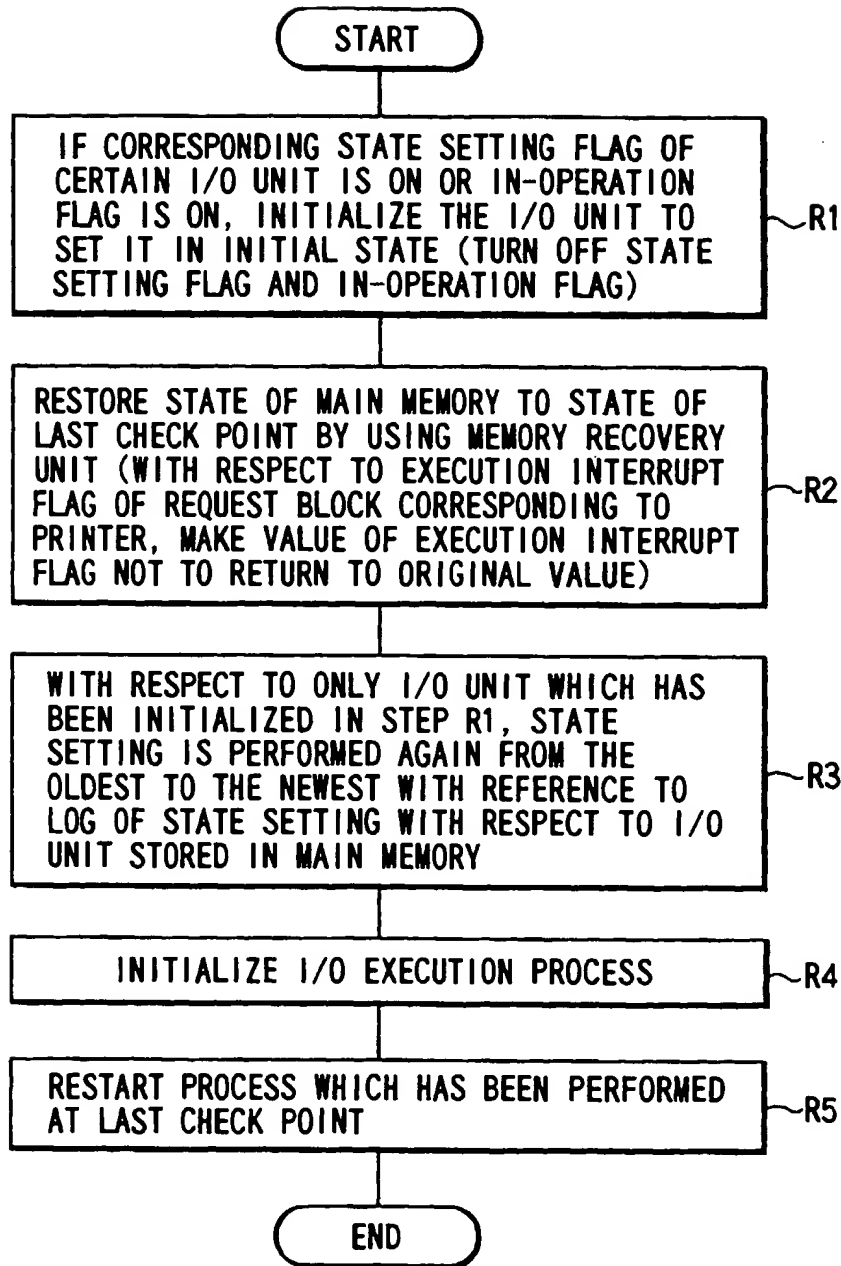 START
IF CORRESPONDING STATE SETTING FLAG OF
CERTAIN I/O UNIT IS ON OR IN-OPERATION
FLAG IS ON, INITIALIZE THE I/O UNIT TO
SET IT IN INITIAL STATE (TURN OFF STATE
SETTING FLAG AND IN-OPERATION FLAG)
R1
RESTORE STATE OF MAIN MEMORY TO STATE OF
LAST CHECK POINT BY USING MEMORY RECOVERY
UNIT (WITH RESPECT TO EXECUTION INTERRUPT
FLAG OF REQUEST BLOCK CORRESPONDING TO
PRINTER, MAKE VALUE OF EXECUTION INTERRUPT
FLAG NOT TO RETURN TO ORIGINAL VALUE)
R2
WITH RESPECT TO ONLY I/O UNIT WHICH HAS
BEEN INITIALIZED IN STEP R1, STATE
SETTING IS PERFORMED AGAIN FROM THE
OLDEST TO THE NEWEST WITH REFERENCE TO
LOG OF STATE SETTING WITH RESPECT TO I/O
UNIT STORED IN MAIN MEMORY
R3
INITIALIZE I/O EXECUTION PROCESS
R4
RESTART PROCESS WHICH HAS BEEN PERFORMED
AT LAST CHECK POINT
R5
END